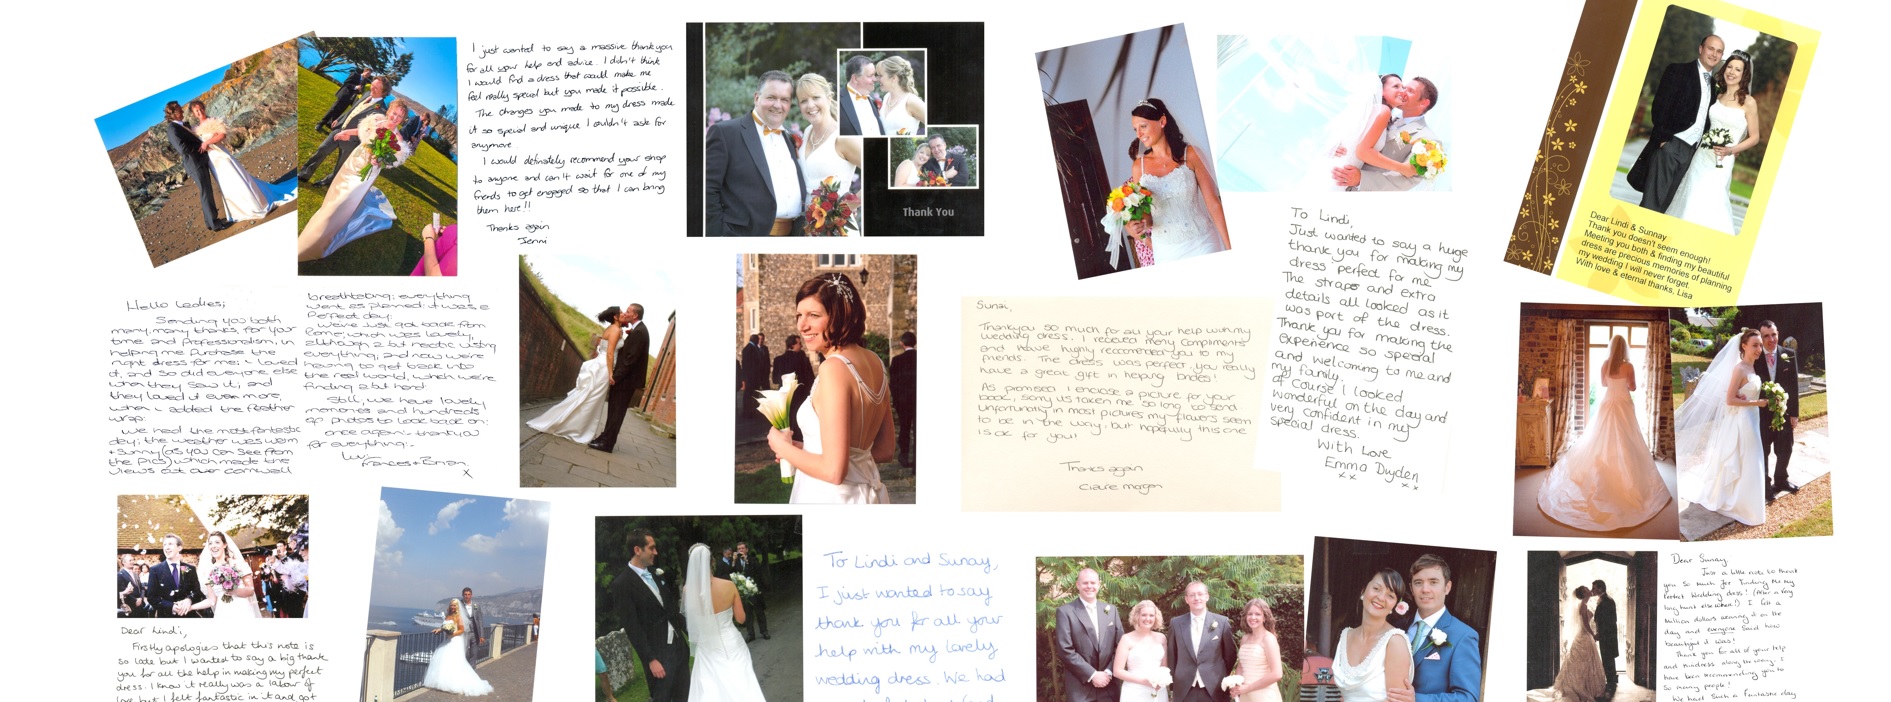 I just wanted to say a massive thankyou
for all your help and advice. I didn't think
I would find a dress that could make me
feel really special but you made it possible.
The changes you made to my dress made
it so special and unique I couldn't ask for
anymore.
I would definately recommend your shop
to anyone and can't wait for one of my
friends to get engaged so that I can bring
them here!!
Thanks again
Jenni
Thank You
Dear Lindi & Sunnay
Thank you doesn't seem enough!
Meeting you both & finding my beautiful
dress are precious memories of planning
my wedding I will never forget.
With love & eternal thanks, Lisa
To Lindi,
Just wanted to say a huge
thank you for making my
dress perfect for me.
The straps and extra
details all looked as it
was part of the dress.
Thank you for making the
experience so special
and welcoming to me and
my family.
Of course I looked
wonderful on the day and
very confident in my
special dress.
With Love
Emma Dryden
x x
x x
Hello Ladies;
Sending you both
many, many thanks, for your
time and professionalism, in
helping me purchase the
right dress for me; I loved
it, and so did everyone else
when they saw it; and
they loved it even more,
when I added the feather
wrap.
We had the most fantastic
day; the weather was warm
+ sunny (as you can see from
the pics) which made the
views out over cornwall
breathtaking; everything
went as planned; it was a
Perfect day.
We've just got back from
Rome, which was lovely,
although a bit hectic visiting
everything, and now we're
having to get back into
the real world, which we're
finding a bit hard.
Still, we have lovely
memories and hundreds
of photos to look back on;
once again, thankyou
for everything.
Luv
Frances + Brian
x
Sunai,
Thankyou so much for all your help with my
wedding dress. I received many compliments
and have highly reccomended you to my
friends. The dress was perfect, you really
have a great gift in helping brides!
As promised I enclose a picture for your
book, sorry its taken me so long to send.
Unfortunatly in most pictures my flowers seem
to be in the way, but hopefully this one
is ok for you!
Thanks again
Claire morgan
Dear Lindi,
Firstly apologies that this note is
so late but I wanted to say a big thank
you for all the help in making my perfect
dress. I know it really was a labour of
love but I felt fantastic in it and got
To Lindi and Sunay,
I just wanted to say
thank you for all your
help with my lovely
wedding dress. We had
Dear Sunay
Just a little note to thank
you so much for finding me my
Perfect Wedding dress! (After a very
long hunt elsewhere!) I felt a
Million dollars wearing it on the
day and everyone said how
beautiful it was!
Thank you for all of your help
and kindness along the way. I
have been recommending you to
So many people!
We had Such a Fantastic day